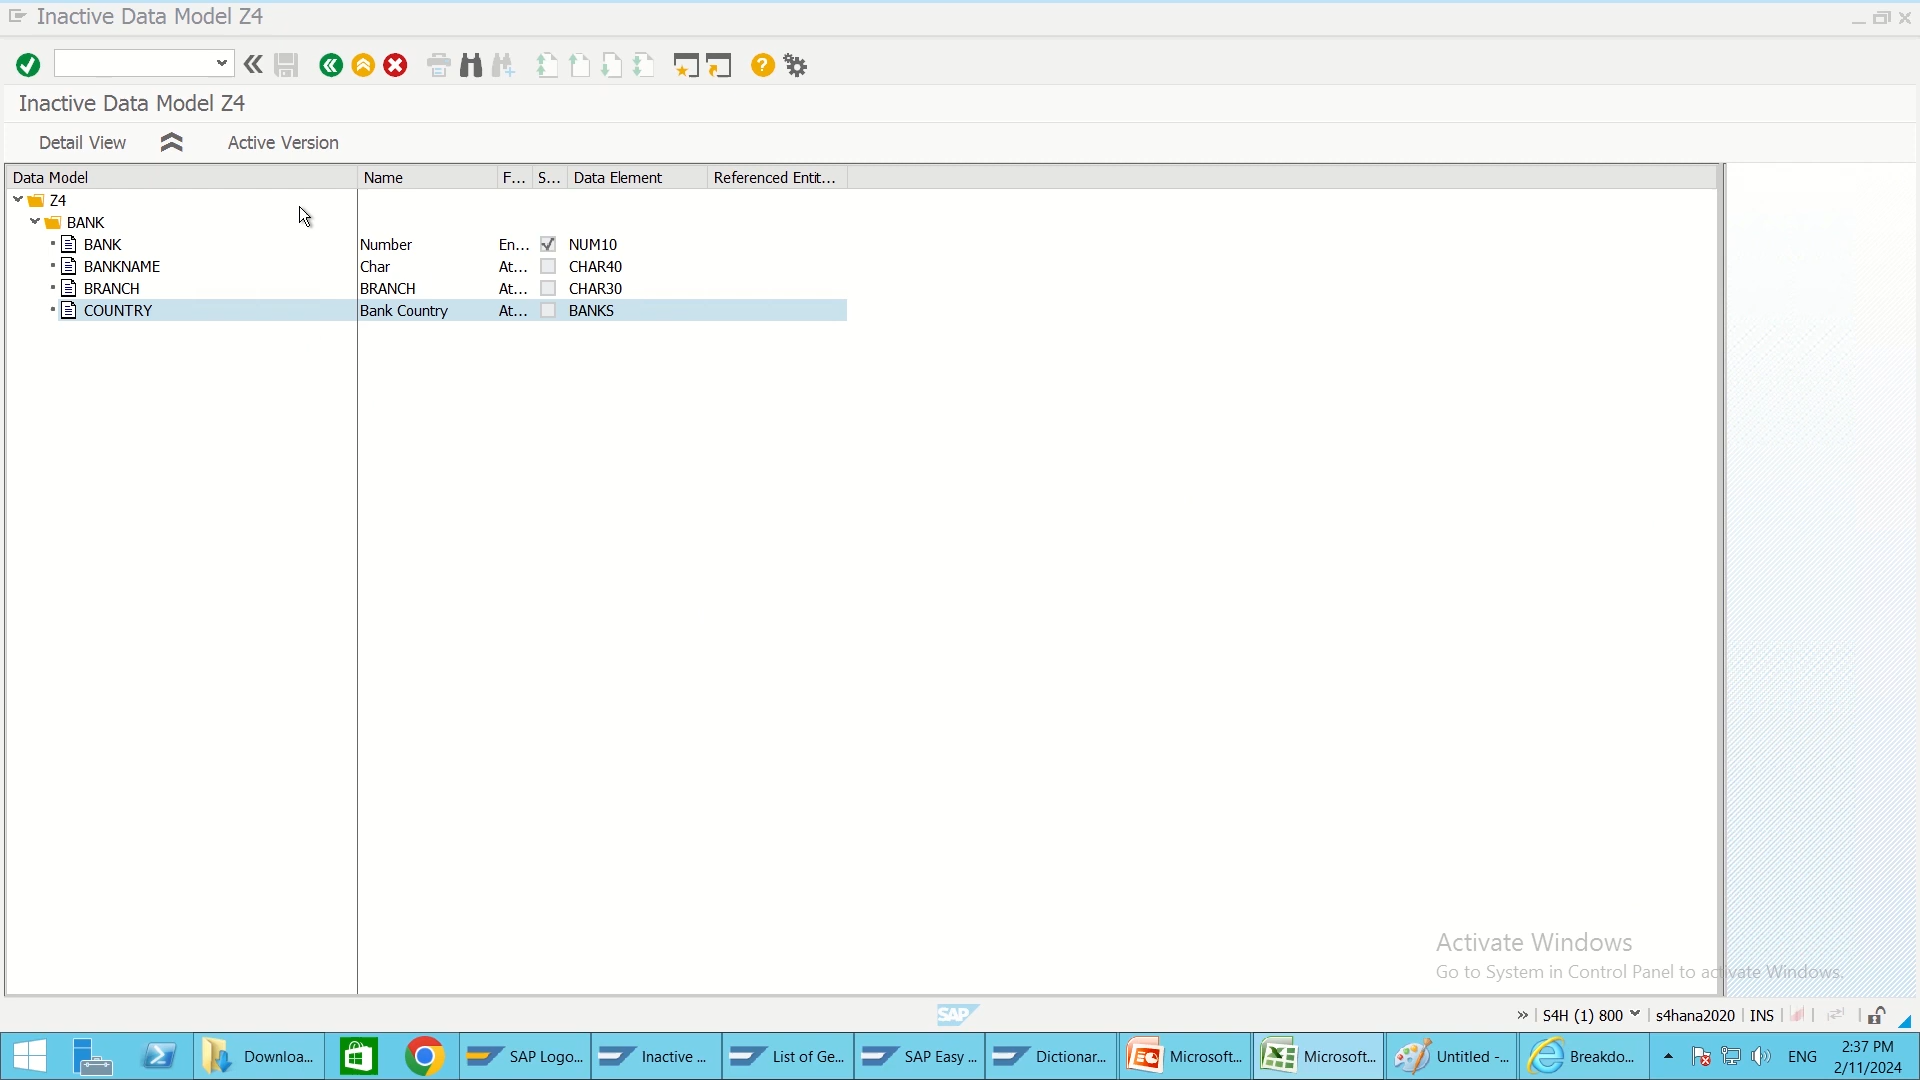 Inactive Data Model Z4
Inactive Data Model Z4
Detail View Active Version
Data Model Name F... S... Data Element Referenced Entit...
Z4
BANK
BANK Number En... NUM10
BANKNAME Char At... CHAR40
BRANCH BRANCH At... CHAR30
COUNTRY Bank Country At... BANKS
Activate Windows
Go to System in Control Panel to activate Windows.
SAP » S4H (1) 800 s4hana2020 INS
Downloa... SAP Logo... Inactive ... List of Ge... SAP Easy ... Dictionar... Microsoft... Microsoft... Untitled -... Breakdo... ENG 2:37 PM
2/11/2024